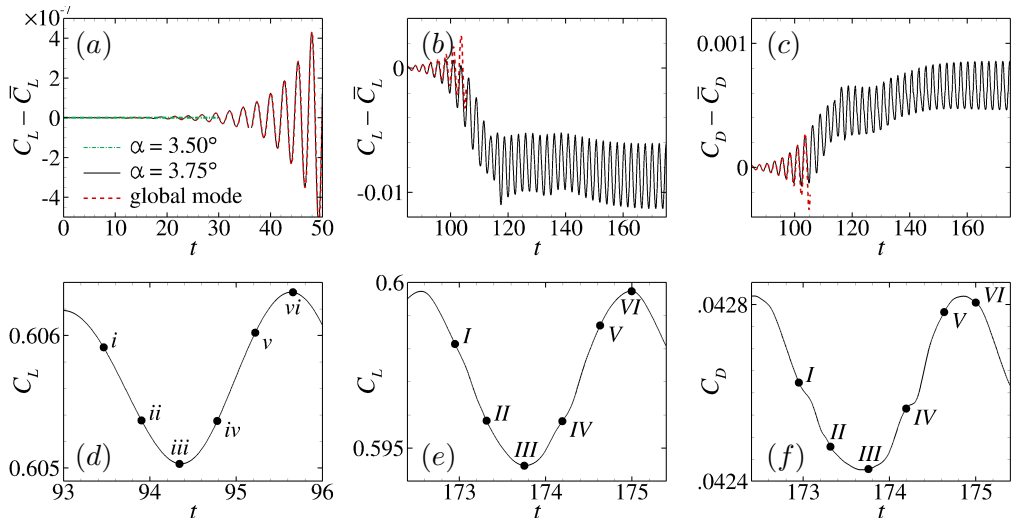 ×10⁻⁷
(a)
4
2
0
-2
-4
C_L − C̅_L
α = 3.50°
α = 3.75°
global mode
0 10 20 30 40 50
t
(b)
0
-0.01
C_L − C̅_L
100 120 140 160
t
(c)
0.001
0
C_D − C̅_D
100 120 140 160
t
(d)
0.606
0.605
C_L
i
ii
iii
iv
v
vi
93 94 95 96
t
(e)
0.6
0.595
C_L
I
II
III
IV
V
VI
173 174 175
t
(f)
.0428
.0424
C_D
I
II
III
IV
V
VI
173 174 175
t